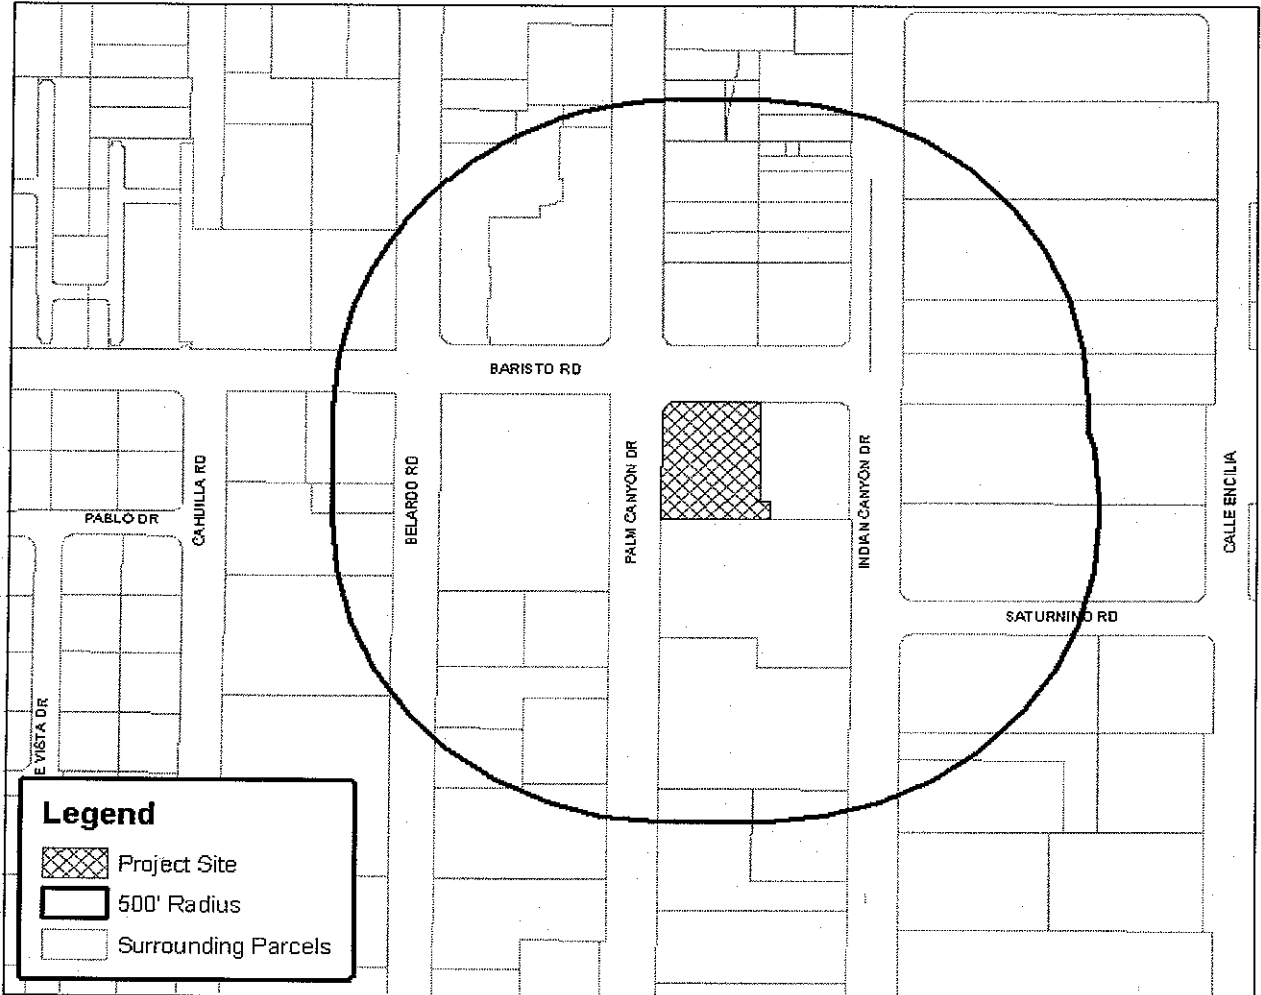 BARISTO RD
CAHUILLA RD
BELARDO RD
PALM CANYON DR
INDIAN CANYON DR
CALLE ENCILIA
PABLO DR
SATURNINO RD
E VISTA DR
Legend
Project Site
500' Radius
Surrounding Parcels